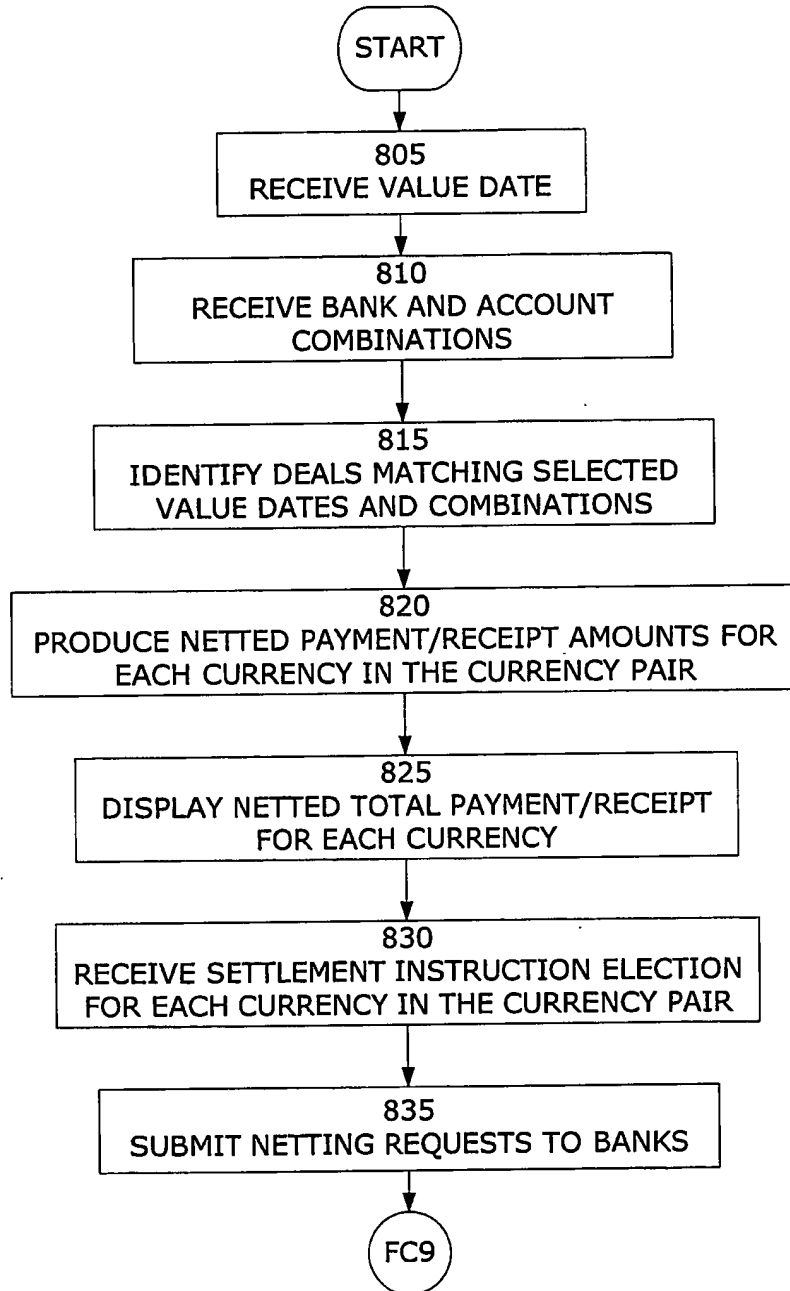 START
805
RECEIVE VALUE DATE
810
RECEIVE BANK AND ACCOUNT
COMBINATIONS
815
IDENTIFY DEALS MATCHING SELECTED
VALUE DATES AND COMBINATIONS
820
PRODUCE NETTED PAYMENT/RECEIPT AMOUNTS FOR
EACH CURRENCY IN THE CURRENCY PAIR
825
DISPLAY NETTED TOTAL PAYMENT/RECEIPT
FOR EACH CURRENCY
830
RECEIVE SETTLEMENT INSTRUCTION ELECTION
FOR EACH CURRENCY IN THE CURRENCY PAIR
835
SUBMIT NETTING REQUESTS TO BANKS
FC9